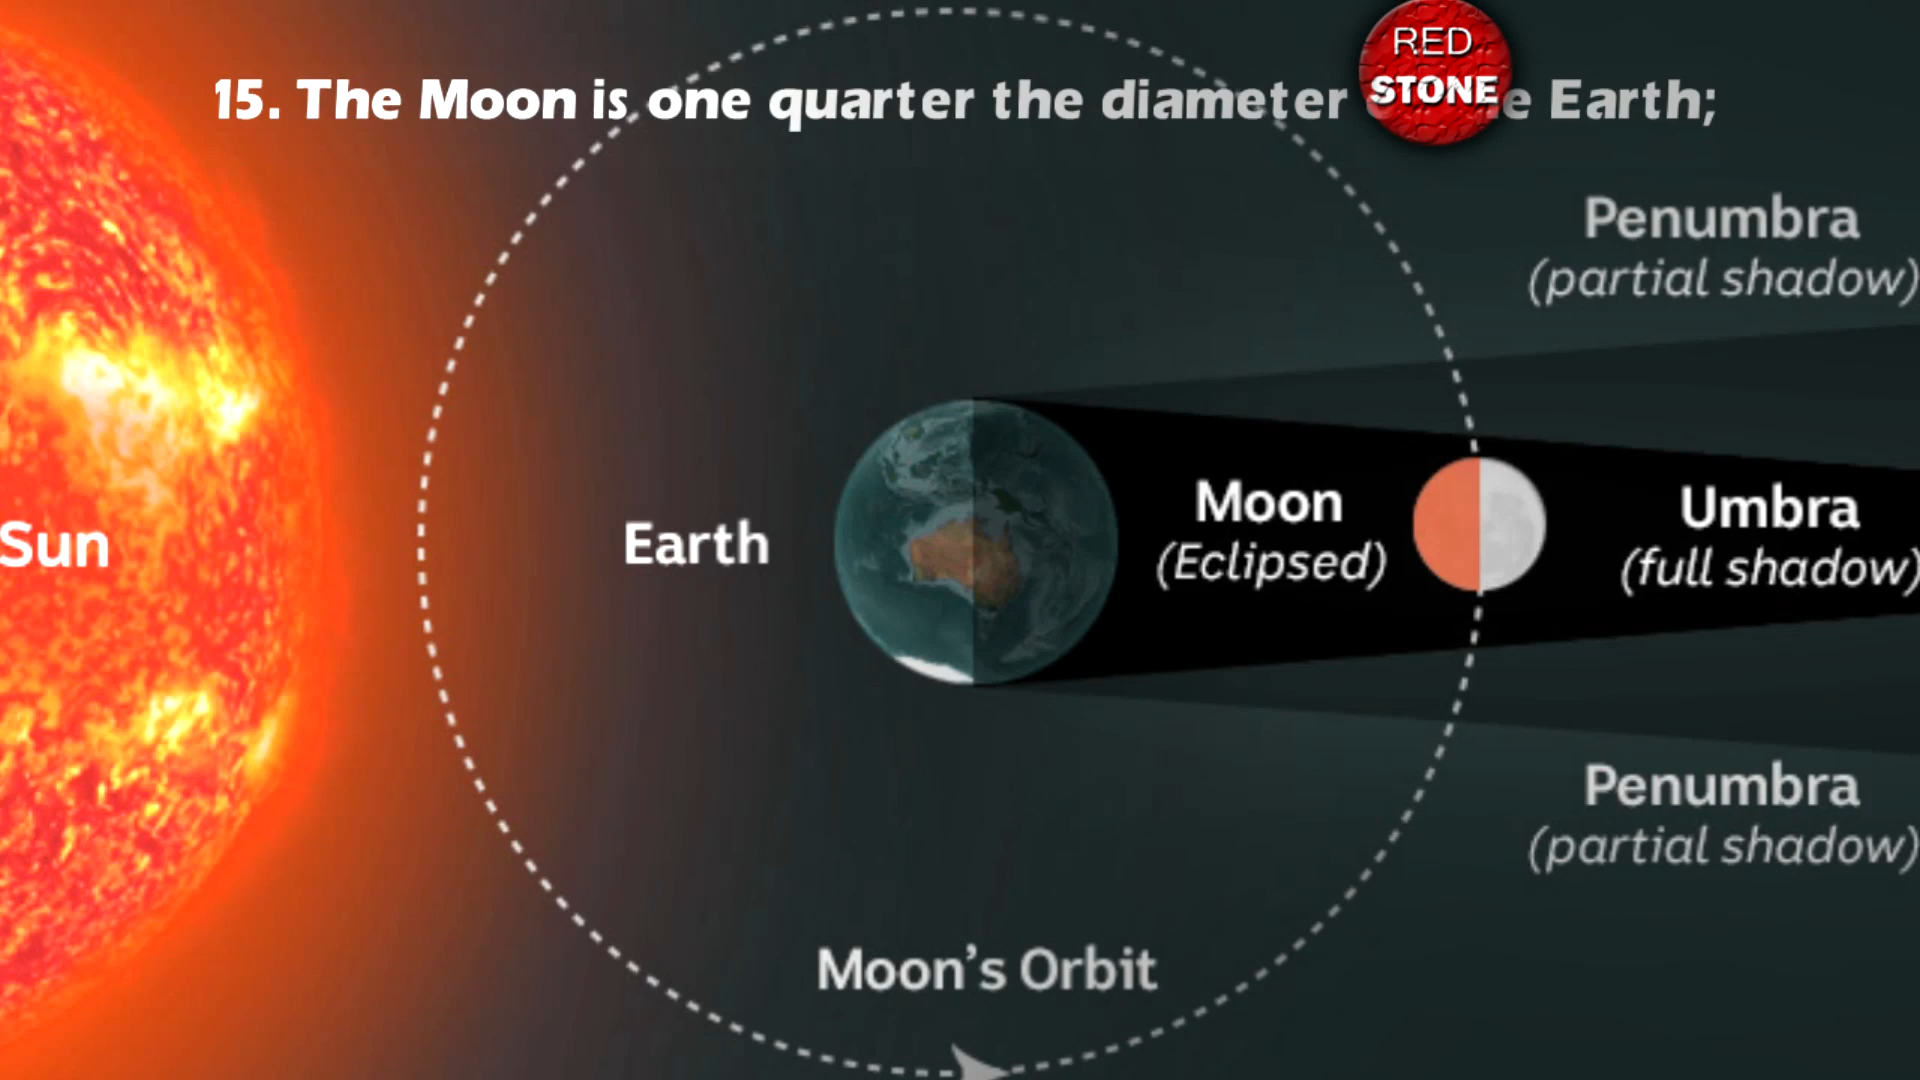 RED
STONE
15. The Moon is one quarter the diameter e Earth;
Penumbra
(partial shadow)
Sun
Earth
Moon
(Eclipsed)
Umbra
(full shadow)
Penumbra
(partial shadow)
Moon's Orbit